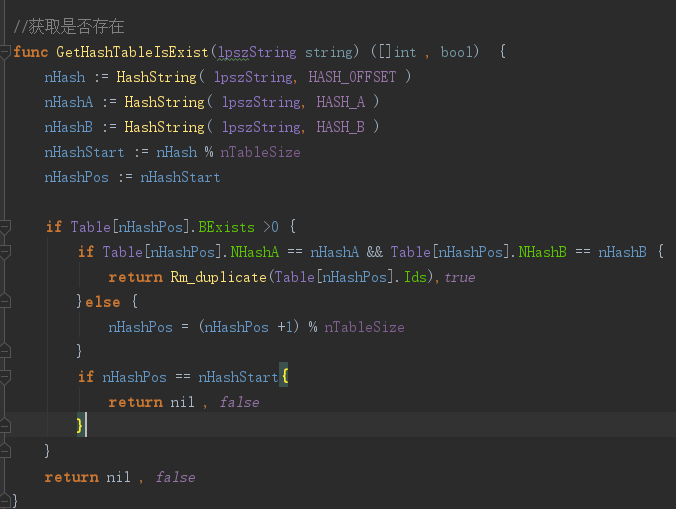 //获取是否存在
func GetHashTableIsExist(lpszString string) ([]int , bool)  {
    nHash := HashString( lpszString, HASH_OFFSET )
    nHashA := HashString( lpszString, HASH_A )
    nHashB := HashString( lpszString, HASH_B )
    nHashStart := nHash % nTableSize
    nHashPos := nHashStart
    if Table[nHashPos].BExists >0 {
        if Table[nHashPos].NHashA == nHashA && Table[nHashPos].NHashB == nHashB {
            return Rm_duplicate(Table[nHashPos].Ids),true
        }else {
            nHashPos = (nHashPos +1) % nTableSize
        }
        if nHashPos == nHashStart{
            return nil , false
        }
    }
    return nil , false
}